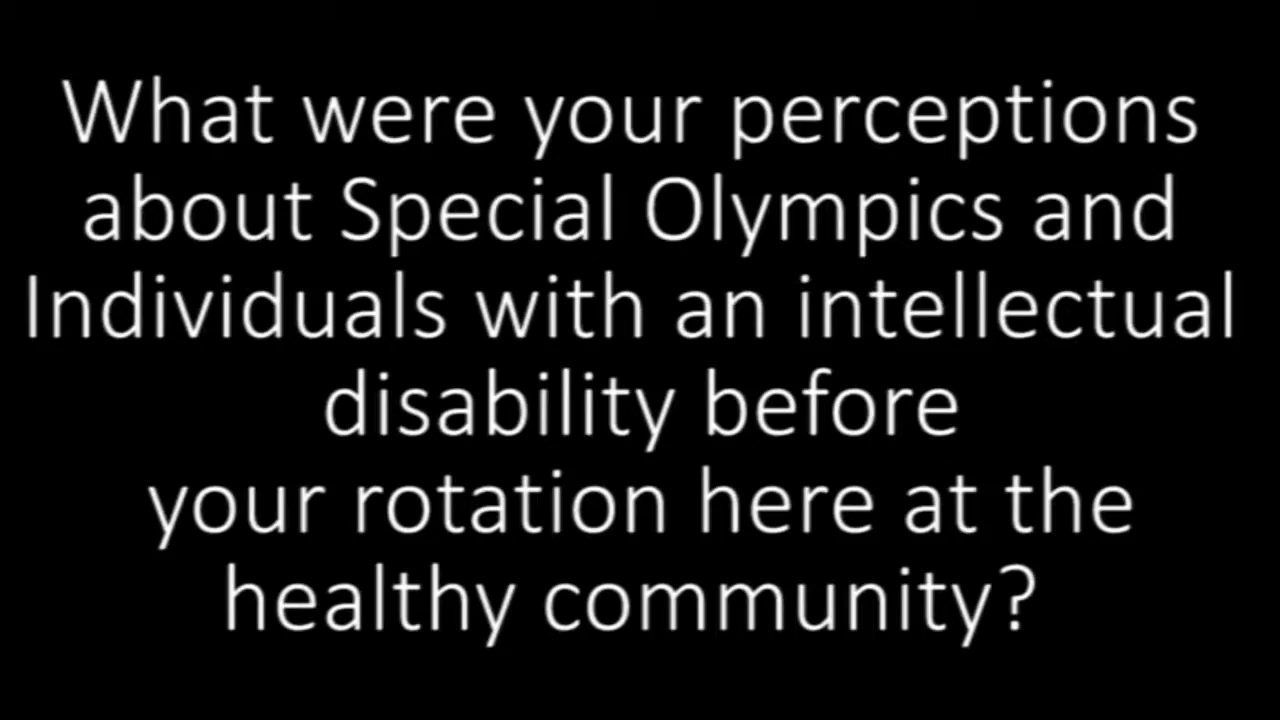 What were your perceptions
about Special Olympics and
Individuals with an intellectual
disability before
your rotation here at the
healthy community?